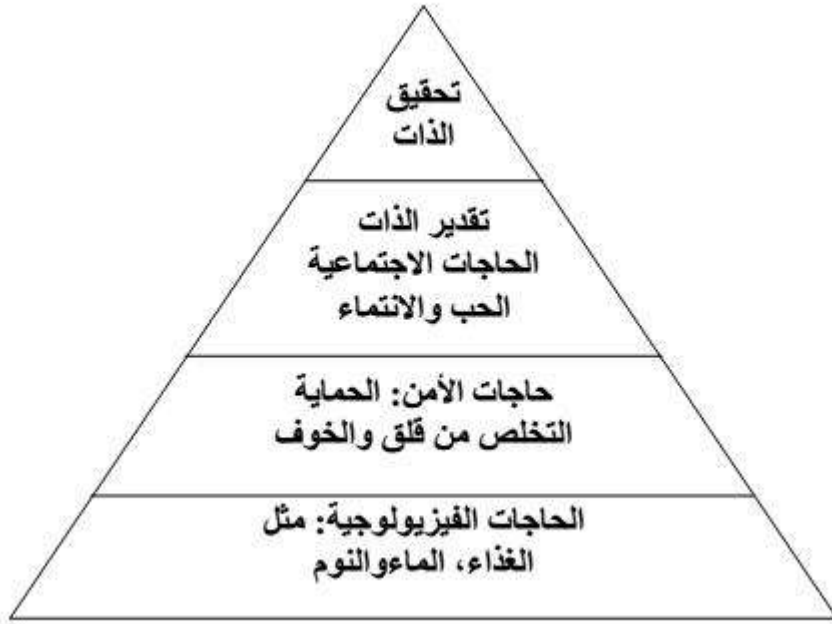 تحقيق
الذات
تقدير الذات
الحاجات الاجتماعية
الحب والانتماء
حاجات الأمن: الحماية
التخلص من قلق والخوف
الحاجات الفيزيولوجية: مثل
الغذاء، الماءوالنوم